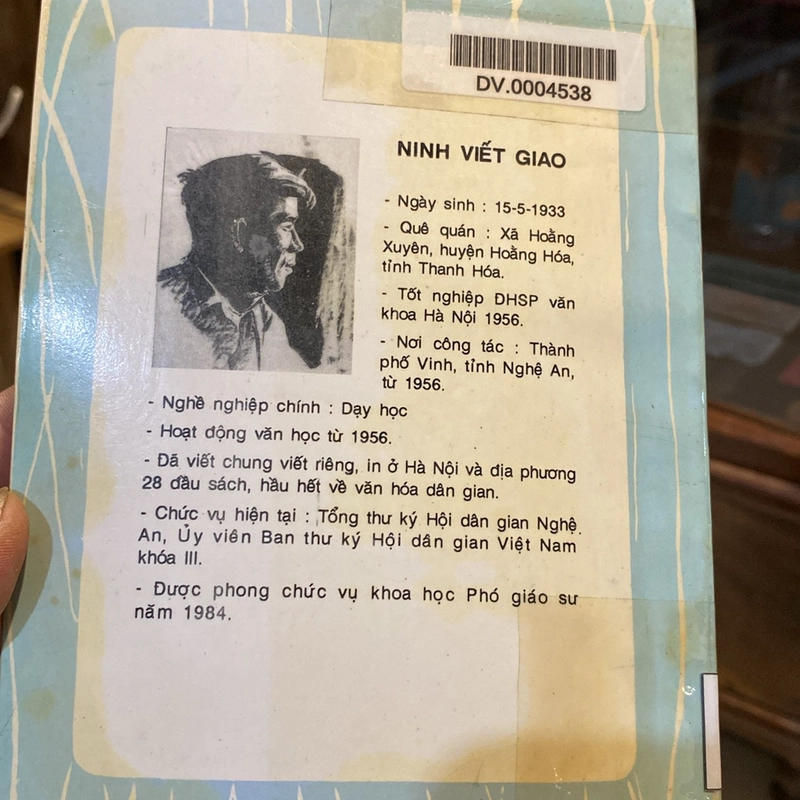 DV.0004538
NINH VIẾT GIAO
- Ngày sinh : 15-5-1933
- Quê quán : Xã Hoằng
Xuyên, huyện Hoằng Hóa,
tỉnh Thanh Hóa.
- Tốt nghiệp ĐHSP văn
khoa Hà Nội 1956.
- Nơi công tác : Thành
phố Vinh, tỉnh Nghệ An,
từ 1956.
- Nghề nghiệp chính : Dạy học
- Hoạt động văn học từ 1956.
- Đã viết chung viết riêng, in ở Hà Nội và địa phương
28 đầu sách, hầu hết về văn hóa dân gian.
- Chức vụ hiện tại : Tổng thư ký Hội dân gian Nghệ
An, Ủy viên Ban thư ký Hội dân gian Việt Nam
khóa III.
- Được phong chức vụ khoa học Phó giáo sư
năm 1984.